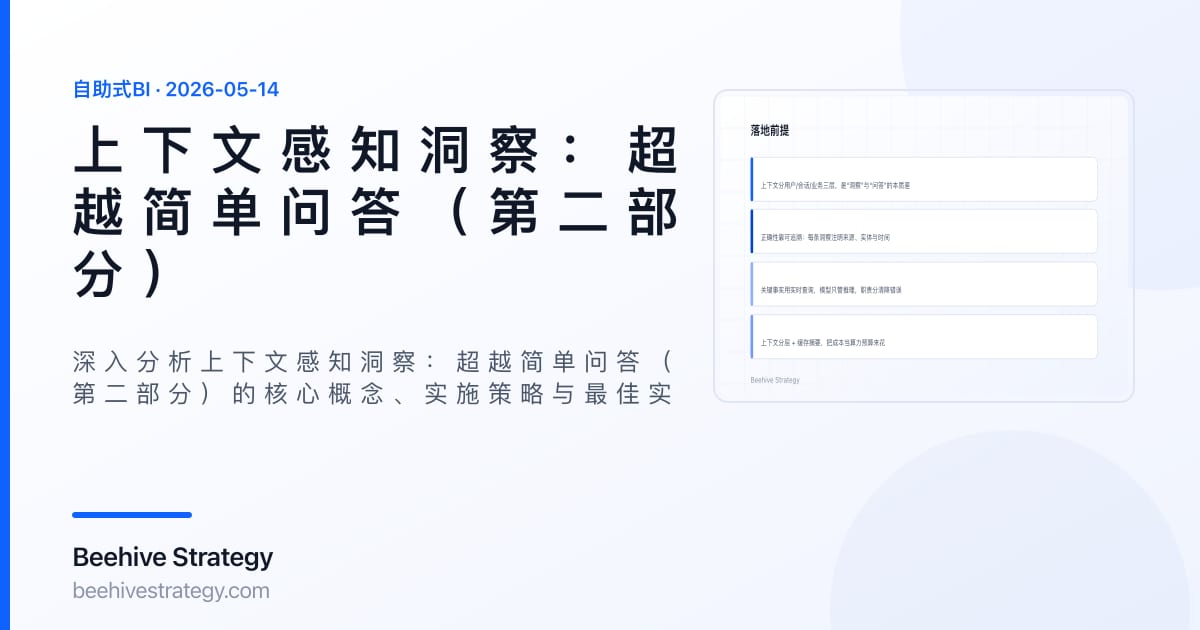 自助式BI · 2026-05-14
上下文感知洞察：超
越简单问答（第二部
分）
深入分析上下文感知洞察：超越简单问答（
第二部分）的核心概念、实施策略与最佳实
Beehive Strategy
beehivestrategy.com
落地前提
上下文分用户/会话/业务三层，是“洞察”与“问答”的本质差
正确性靠可追溯：每条洞察注明来源、实体与时间
关键事实用实时查询，模型只管推理，职责分清降错误
上下文分层 + 缓存摘要，把成本当算力预算来花
Beehive Strategy